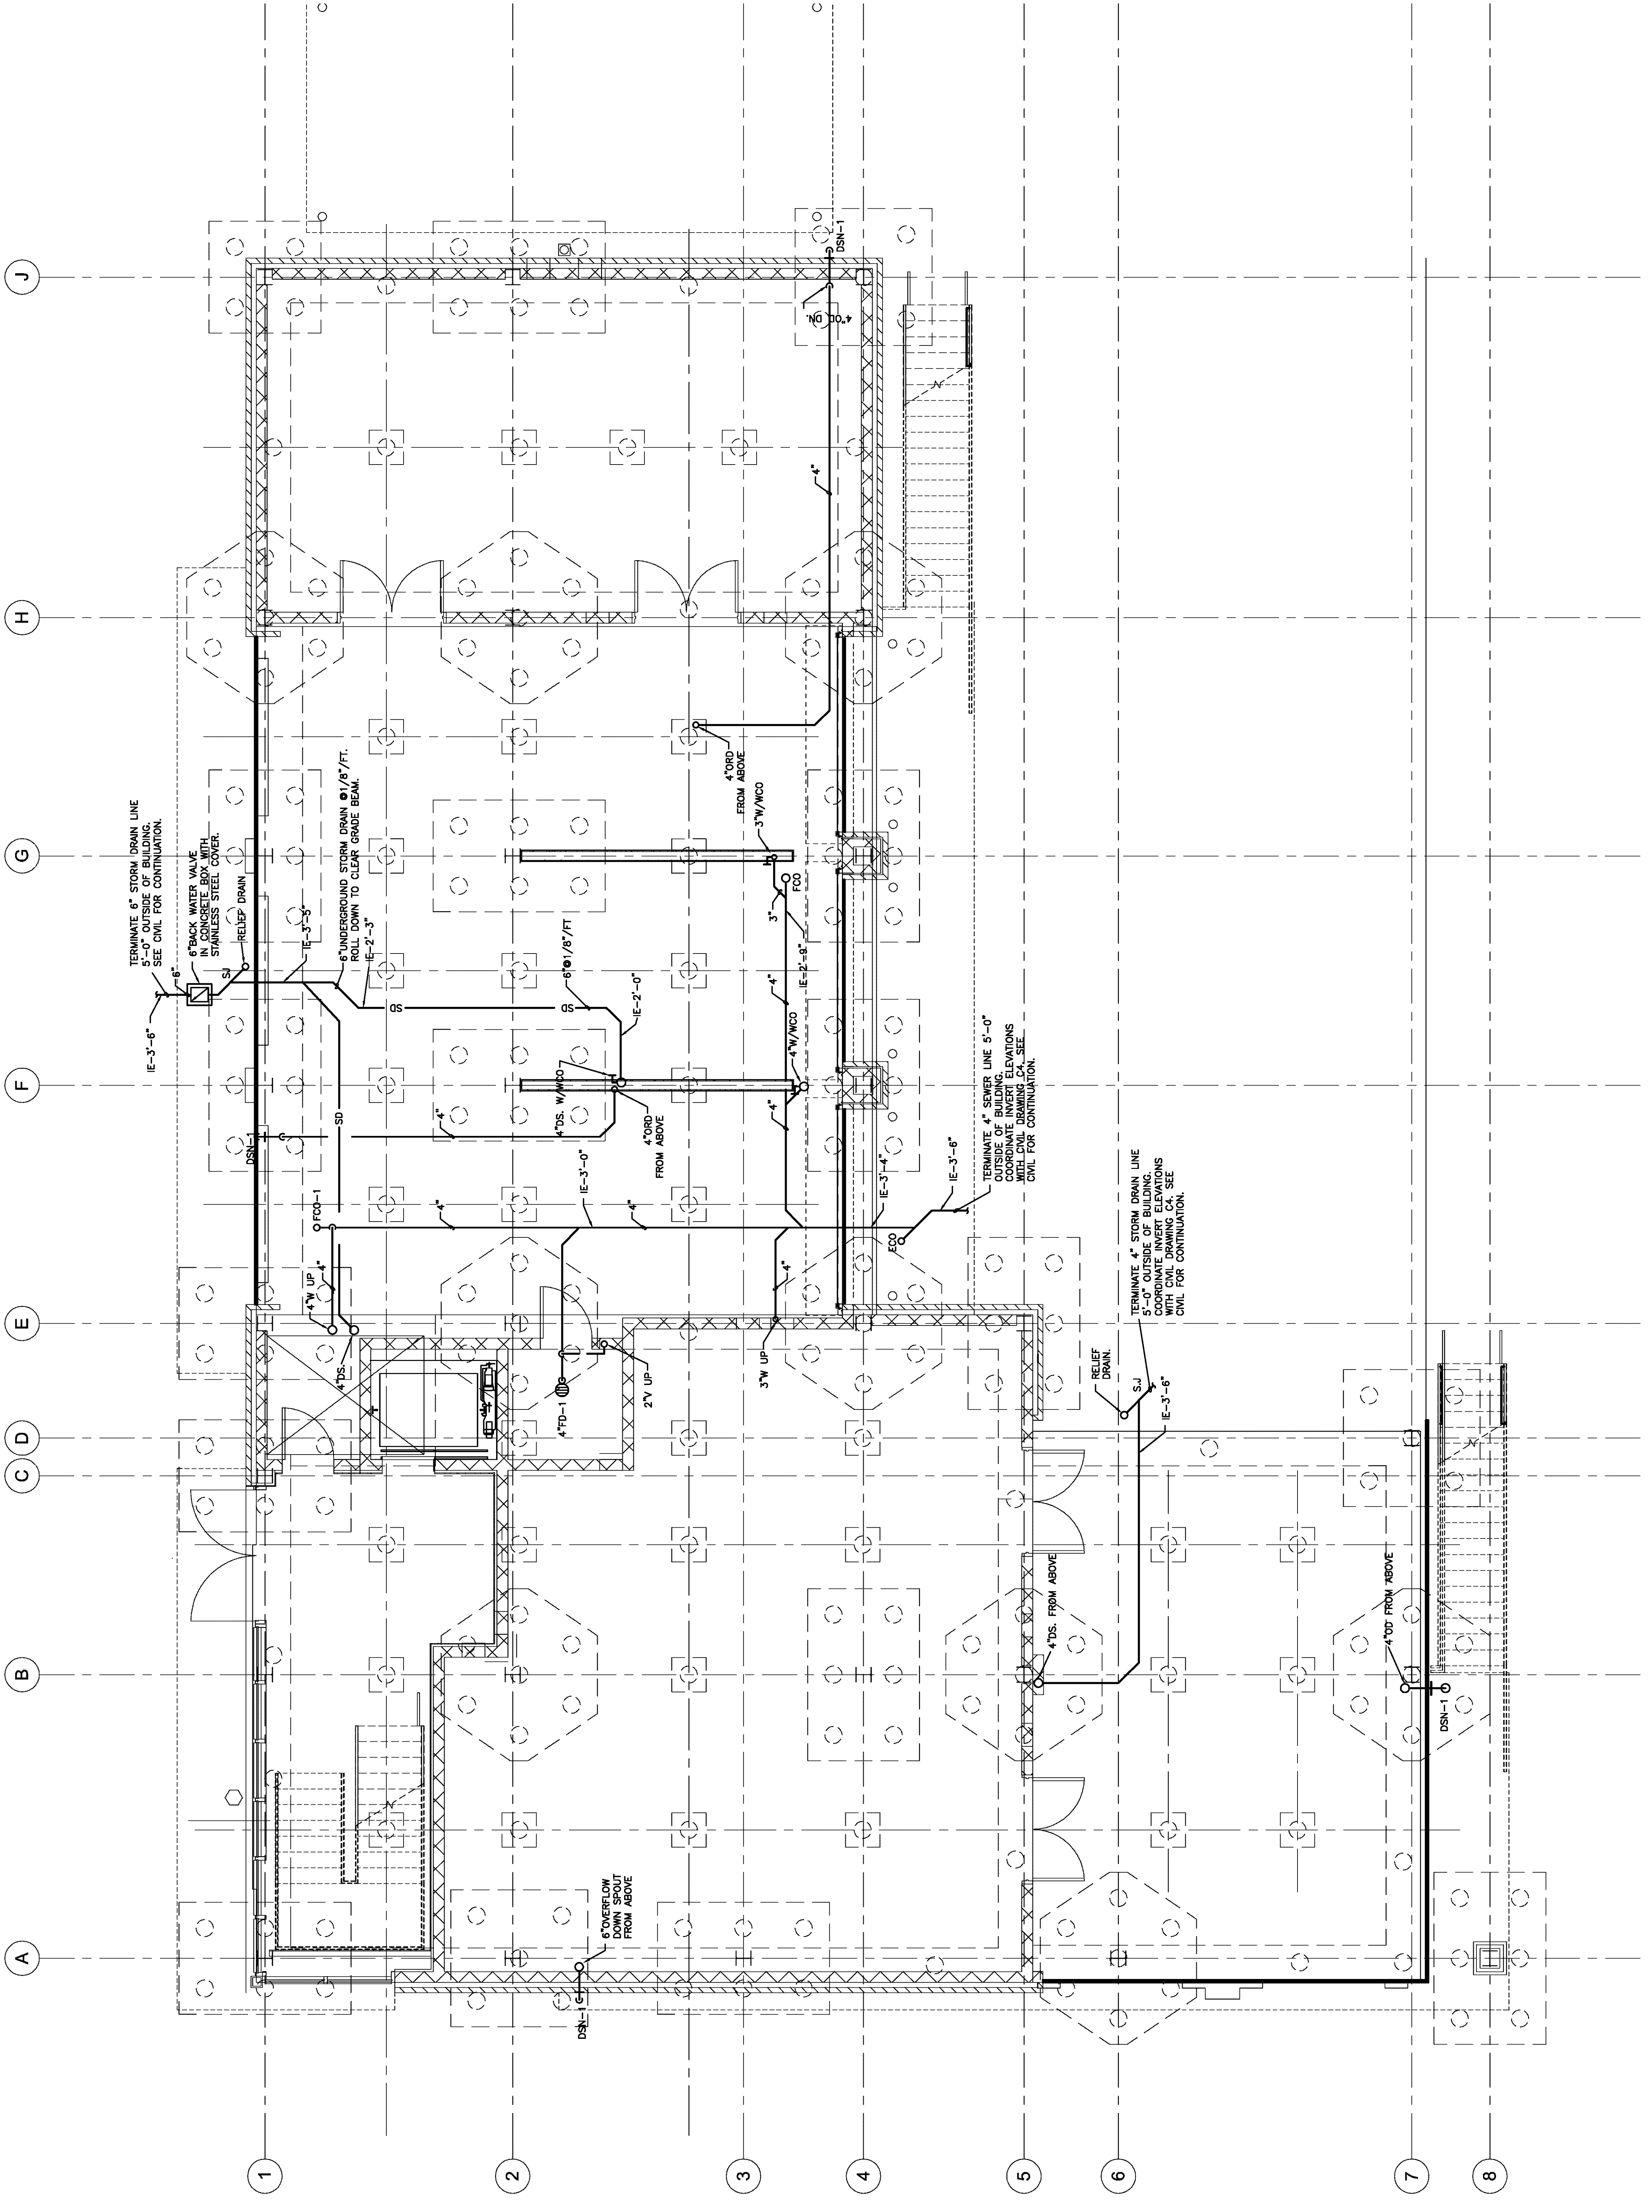 J
H
G
F
E
D
C
B
A
1
2
3
4
5
6
7
8
TERMINATE 6" STORM DRAIN LINE
5'-0" OUTSIDE OF BUILDING.
SEE CIVIL FOR CONTINUATION.
6"BACK WATER VALVE
IN CONCRETE BOX WITH
STAINLESS STEEL COVER.
RELIEF DRAIN
SJ
6"
IE-3'-6"
IE-3'-5"
6"UNDERGROUND STORM DRAIN @1/8"/FT.
ROLL DOWN TO CLEAR GRADE BEAM.
IE-2'-3"
SD
SD
6"@1/8"/FT
IE-2'-0"
SD
DSN-1
4"
4"DS. W/WCO
4"ORD
FROM ABOVE
FCO-1
4"
4"W UP
4"
4"DS.
IE-3'-0"
4"
4"FD-1
2"V UP
3"W UP
4"
4"
4"W/WCO
4"
IE-2'-9"
3"
FCO
3"W/WCO
4"ORD
FROM ABOVE
4"
4"OD DN.
DSN-1
IE-3'-4"
ECO
IE-3'-6"
TERMINATE 4" SEWER LINE 5'-0"
OUTSIDE OF BUILDING.
COORDINATE INVERT ELEVATIONS
WITH CIVIL DRAWING C4. SEE
CIVIL FOR CONTINUATION.
TERMINATE 4" STORM DRAIN LINE
5'-0" OUTSIDE OF BUILDING.
COORDINATE INVERT ELEVATIONS
WITH CIVIL DRAWING C4. SEE
CIVIL FOR CONTINUATION.
RELIEF
DRAIN.
S.J
IE-3'-6"
4"DS. FROM ABOVE
4"OD FROM ABOVE
DSN-1
6"OVERFLOW
DOWN SPOUT
FROM ABOVE
DSN-1